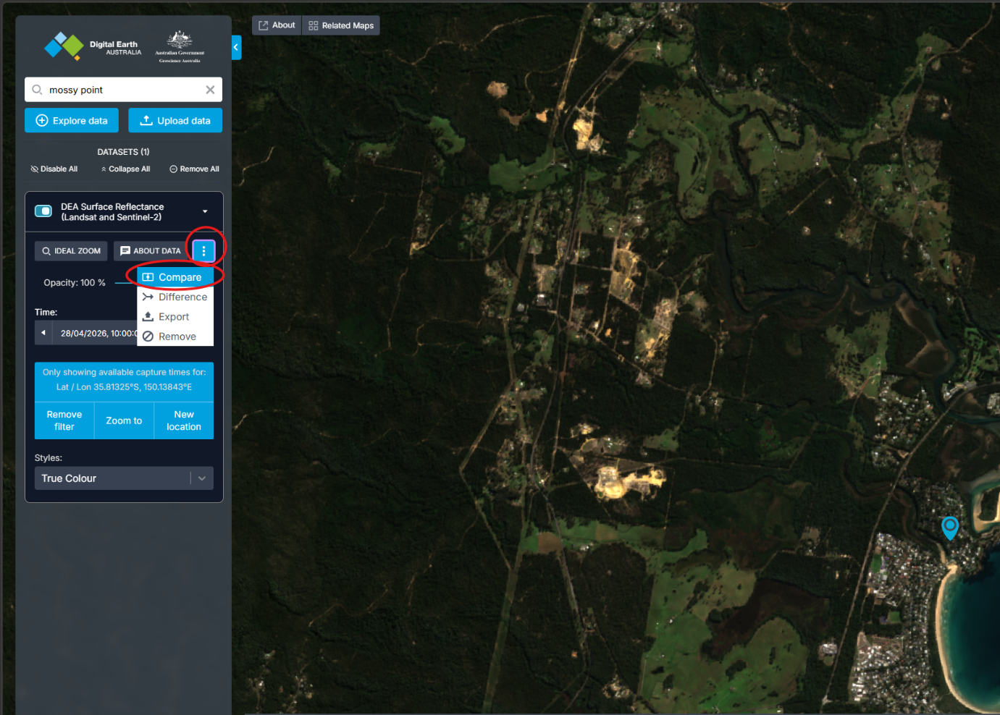 About
Related Maps
Digital Earth
AUSTRALIA
Australian Government
Geoscience Australia
mossy point
Explore data
Upload data
DATASETS (1)
Disable All
Collapse All
Remove All
DEA Surface Reflectance
(Landsat and Sentinel-2)
IDEAL ZOOM
ABOUT DATA
Opacity: 100 %
Compare
Difference
Export
Remove
Time:
28/04/2026, 10:00:0
Only showing available capture times for:
Lat / Lon 35.81325°S, 150.13843°E
Remove
filter
Zoom to
New
location
Styles:
True Colour